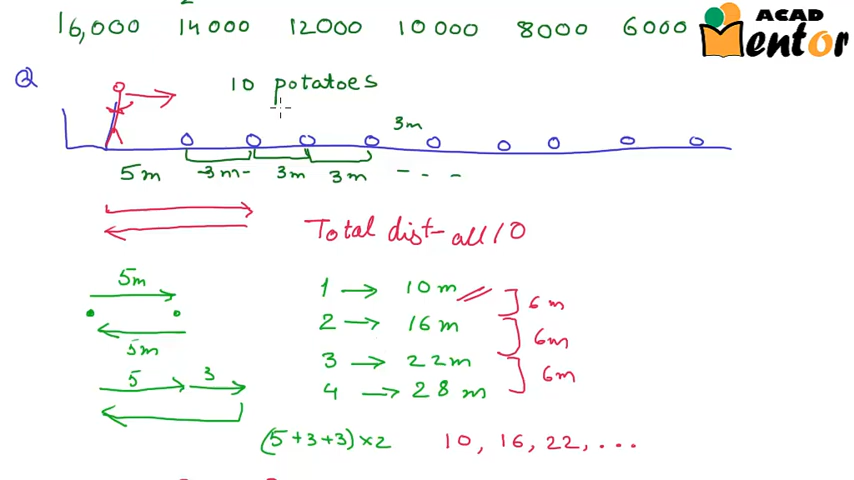 16,000 14000 12000 10000 8000 6000
ACAD
Mentor
Q 10 potatoes
3m
5m 3m 3m 3m - - -
Total dist all 10
5m
5m
5 3
1 → 10m
2 → 16m
3 → 22m
4 → 28m
6m
6m
6m
(5+3+3)×2 10, 16, 22, ...